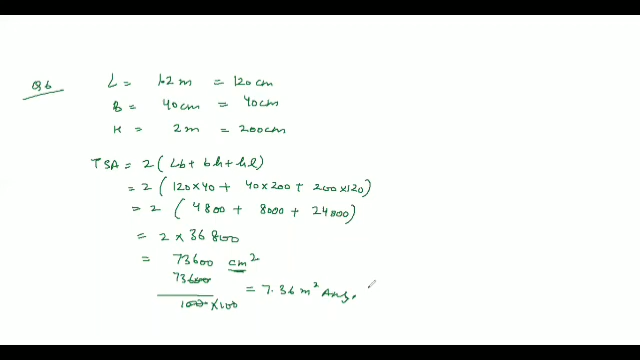 Q6 L = 1.2 m = 120 cm
B = 40 cm = 40 cm
H = 2 m = 200 cm
TSA = 2 ( Lb + bh + hl )
= 2 ( 120 × 40 + 40 × 200 + 200 × 120 )
= 2 ( 4800 + 8000 + 24000 )
= 2 × 36800
= 73600 cm²
73600 / 100 × 100 = 7.36 m² Ans.